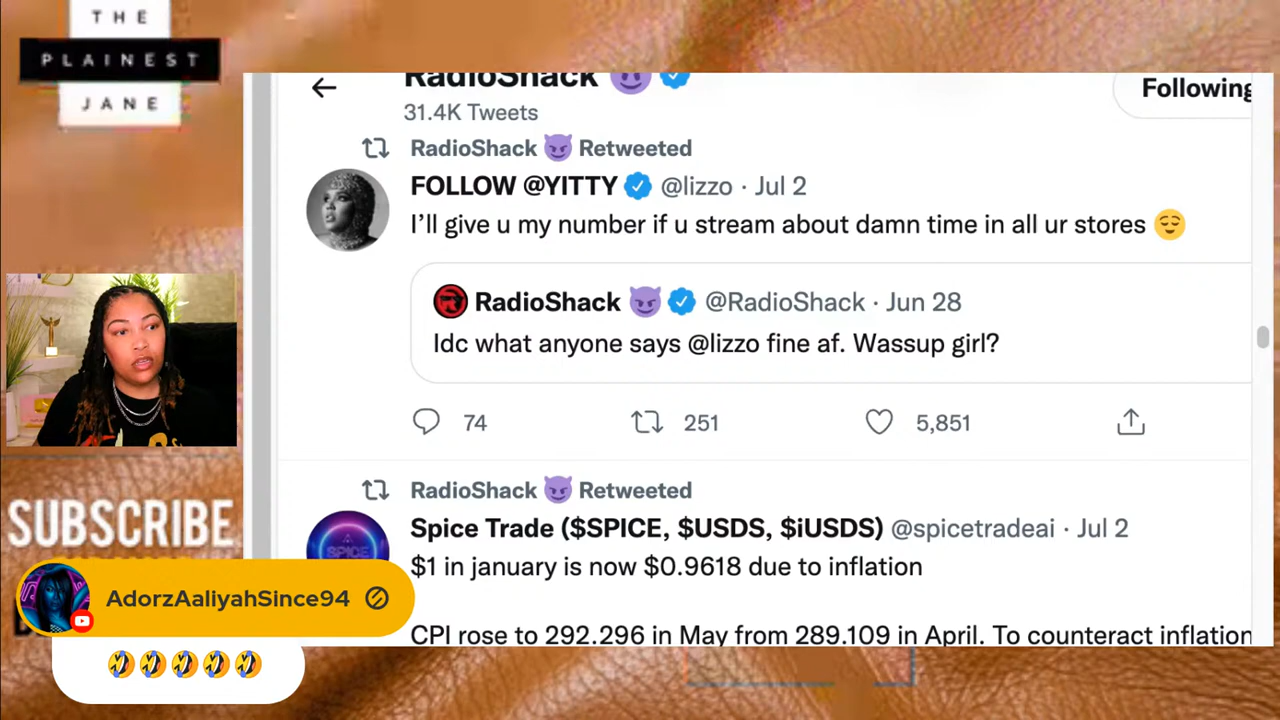 THE
PLAINEST
JANE
RadioShack 😈
31.4K Tweets
Following
RadioShack 😈 Retweeted
FOLLOW @YITTY @lizzo · Jul 2
I'll give u my number if u stream about damn time in all ur stores 😌
RadioShack 😈 @RadioShack · Jun 28
Idc what anyone says @lizzo fine af. Wassup girl?
74 251 5,851
RadioShack 😈 Retweeted
Spice Trade ($SPICE, $USDS, $iUSDS) @spicetradeai · Jul 2
SPICE
$1 in january is now $0.9618 due to inflation
CPI rose to 292.296 in May from 289.109 in April. To counteract inflation
SUBSCRIBE
AdorzAaliyahSince94
🤣🤣🤣🤣🤣